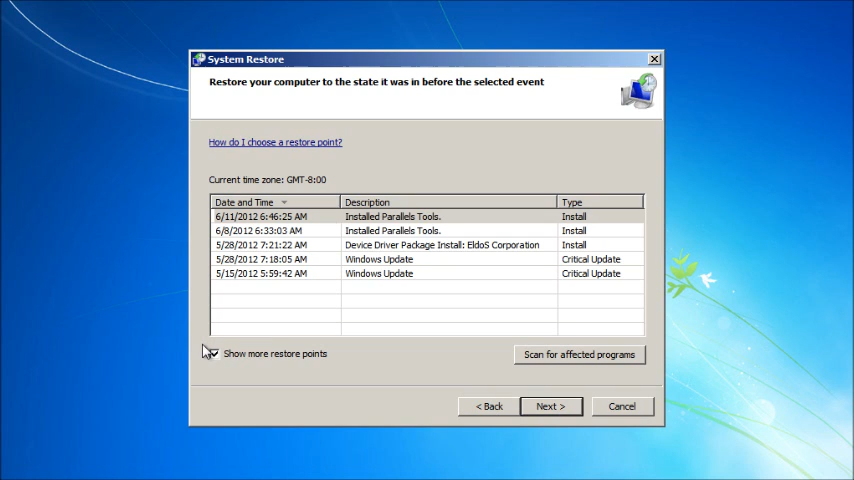 System Restore
Restore your computer to the state it was in before the selected event
How do I choose a restore point?
Current time zone: GMT-8:00
Date and Time Description Type
6/11/2012 6:46:25 AM Installed Parallels Tools. Install
6/8/2012 6:33:03 AM Installed Parallels Tools. Install
5/28/2012 7:21:22 AM Device Driver Package Install: EldoS Corporation Install
5/28/2012 7:18:05 AM Windows Update Critical Update
5/15/2012 5:59:42 AM Windows Update Critical Update
Show more restore points Scan for affected programs
< Back Next > Cancel